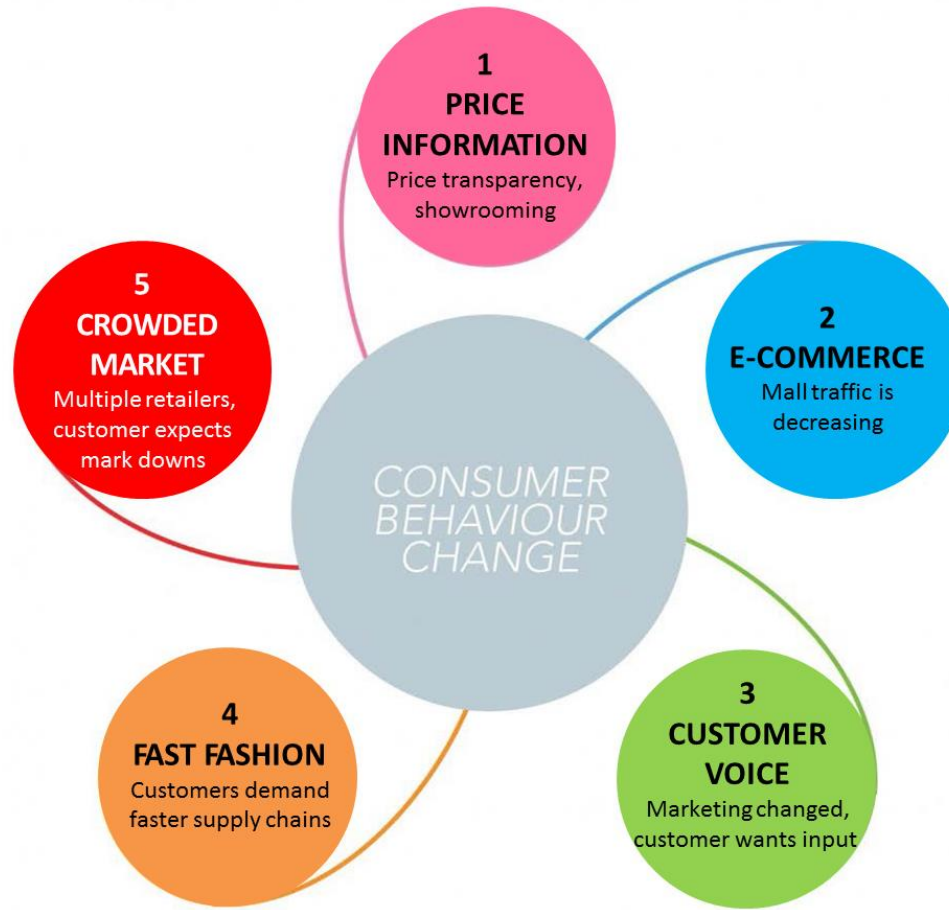 1
PRICE
INFORMATION
Price transparency,
showrooming
2
E-COMMERCE
Mall traffic is
decreasing
3
CUSTOMER
VOICE
Marketing changed,
customer wants input
4
FAST FASHION
Customers demand
faster supply chains
5
CROWDED
MARKET
Multiple retailers,
customer expects
mark downs
CONSUMER
BEHAVIOUR
CHANGE